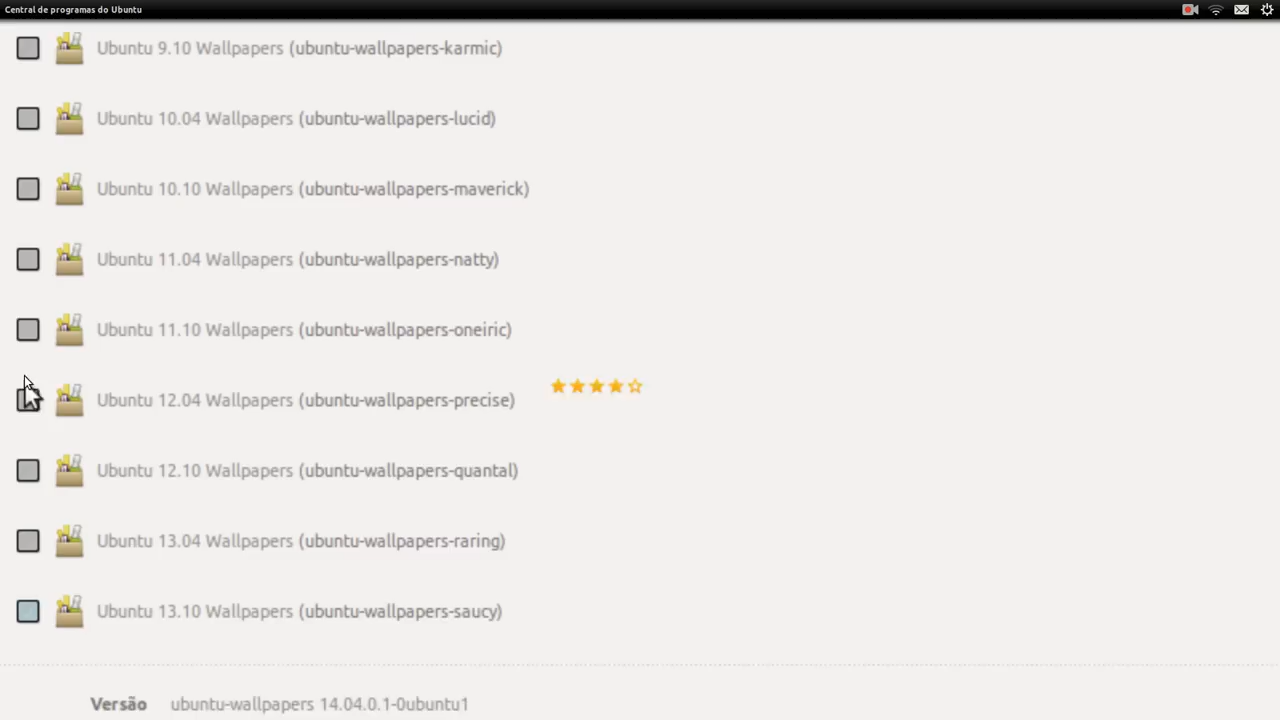 Central de programas do Ubuntu
Ubuntu 9.10 Wallpapers (ubuntu-wallpapers-karmic)
Ubuntu 10.04 Wallpapers (ubuntu-wallpapers-lucid)
Ubuntu 10.10 Wallpapers (ubuntu-wallpapers-maverick)
Ubuntu 11.04 Wallpapers (ubuntu-wallpapers-natty)
Ubuntu 11.10 Wallpapers (ubuntu-wallpapers-oneiric)
Ubuntu 12.04 Wallpapers (ubuntu-wallpapers-precise)
Ubuntu 12.10 Wallpapers (ubuntu-wallpapers-quantal)
Ubuntu 13.04 Wallpapers (ubuntu-wallpapers-raring)
Ubuntu 13.10 Wallpapers (ubuntu-wallpapers-saucy)
Versão ubuntu-wallpapers 14.04.0.1-0ubuntu1